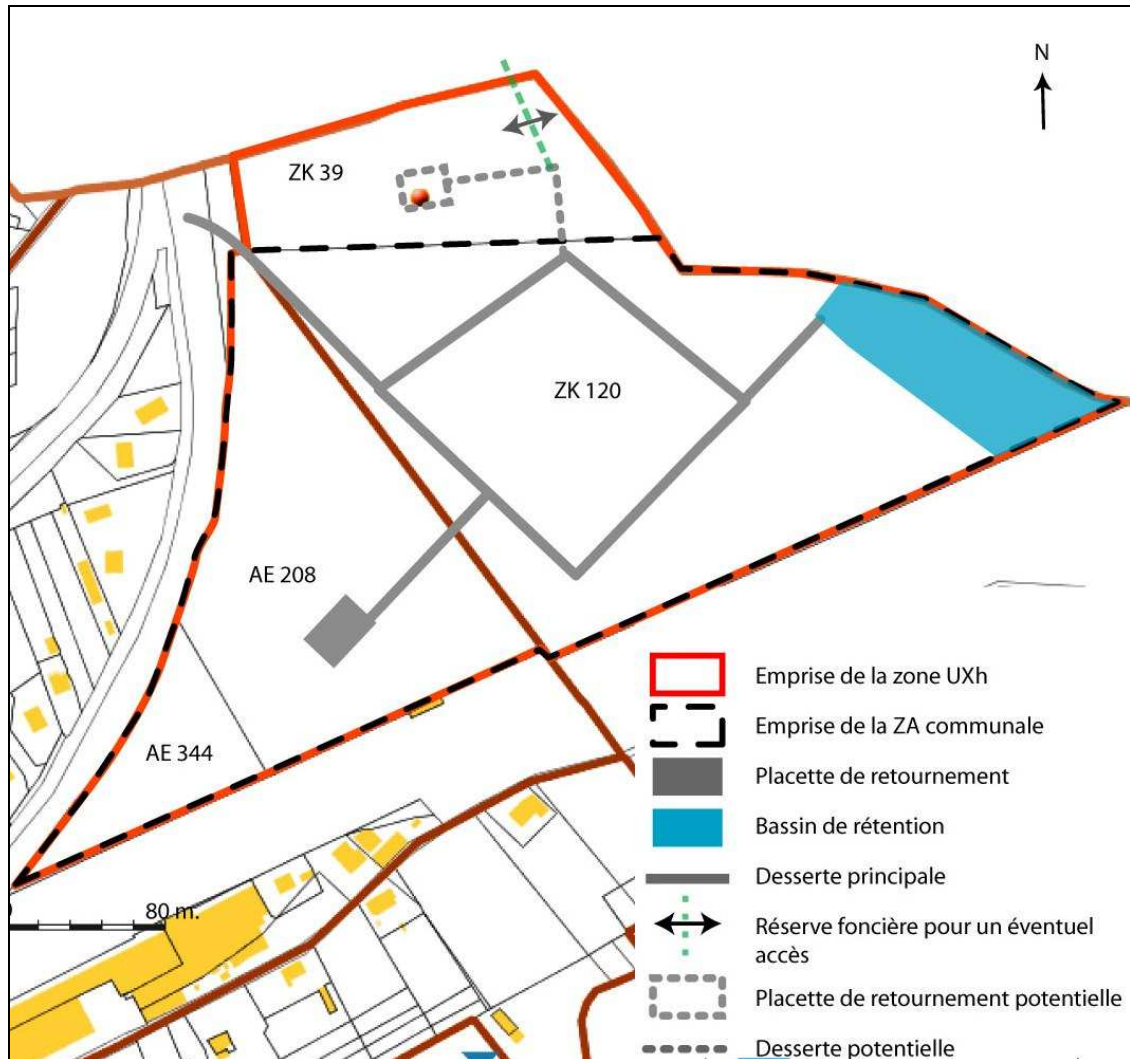 N
ZK 39
ZK 120
AE 208
AE 344
80 m.
Emprise de la zone UXh
Emprise de la ZA communale
Placette de retournement
Bassin de rétention
Desserte principale
Réserve foncière pour un éventuel
accès
Placette de retournement potentielle
Desserte potentielle